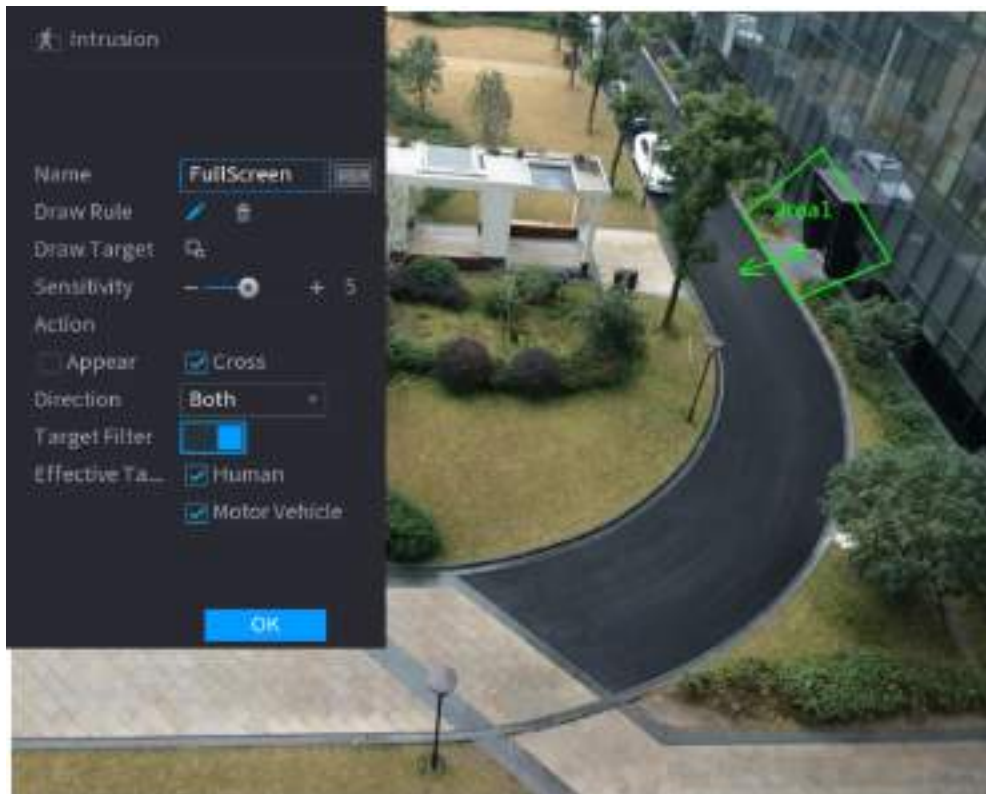 Intrusion
Name FullScreen
Draw Rule
Draw Target
Sensitivity - + 5
Action
Appear Cross
Direction Both
Target Filter
Effective Ta...
Human
Motor Vehicle
OK